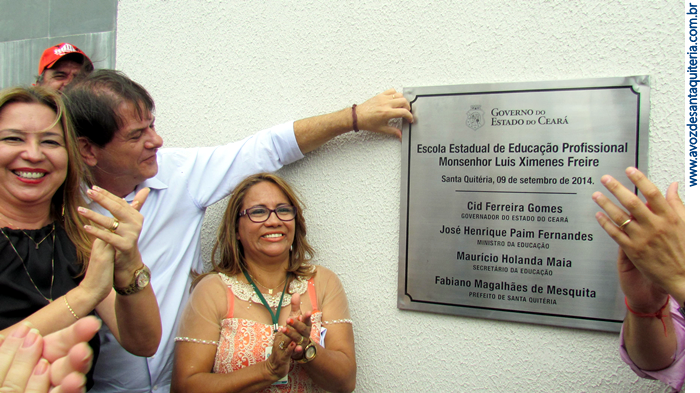 GOVERNO DO
ESTADO DO CEARÁ
Escola Estadual de Educação Profissional
Monsenhor Luis Ximenes Freire
Santa Quitéria, 09 de setembro de 2014.
Cid Ferreira Gomes
GOVERNADOR DO ESTADO DO CEARÁ
José Henrique Paim Fernandes
MINISTRO DA EDUCAÇÃO
Maurício Holanda Maia
SECRETÁRIO DA EDUCAÇÃO
Fabiano Magalhães de Mesquita
PREFEITO DE SANTA QUITÉRIA
www.avozdesantaquiteria.com.br